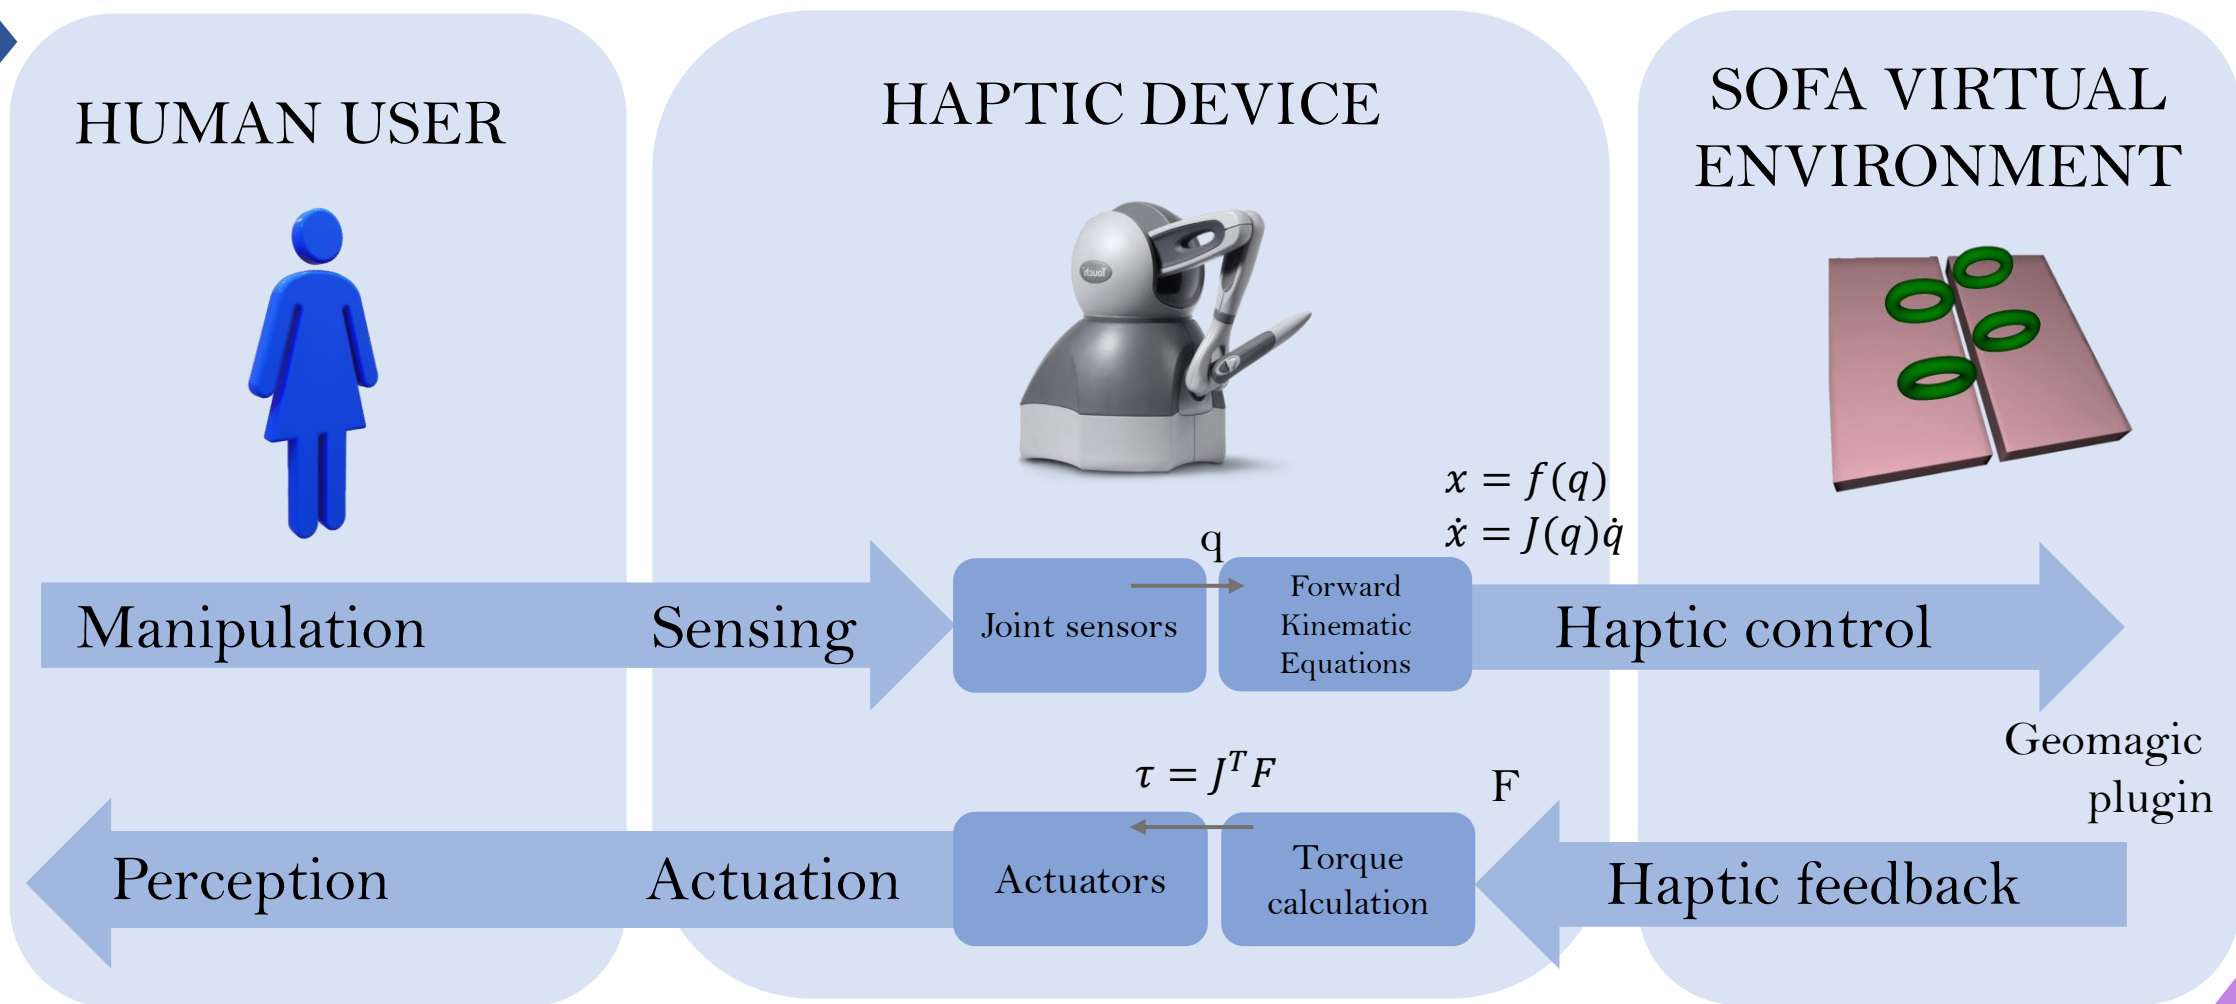 HUMAN USER
HAPTIC DEVICE
SOFA VIRTUAL
ENVIRONMENT
Touch
x = f(q)
ẋ = J(q)q̇
q
Manipulation
Sensing
Joint sensors
Forward
Kinematic
Equations
Haptic control
Geomagic
plugin
τ = JᵀF
F
Perception
Actuation
Actuators
Torque
calculation
Haptic feedback